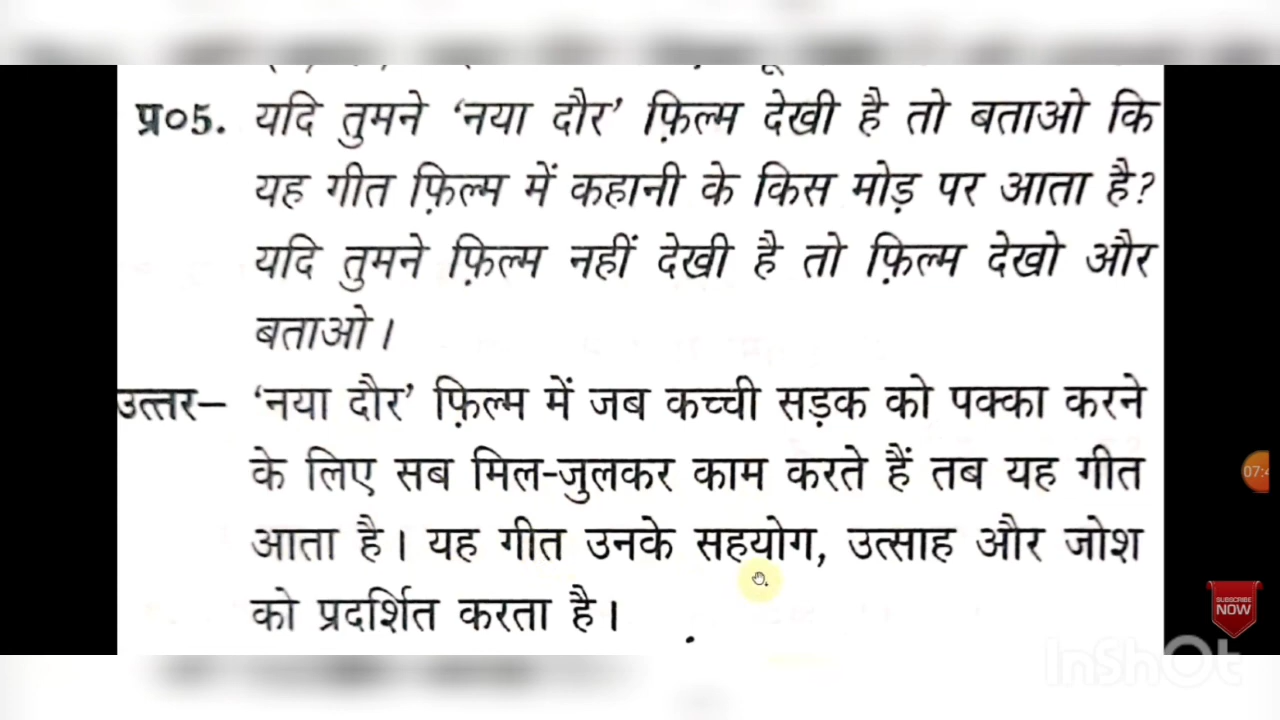 प्र०5. यदि तुमने ‘नया दौर’ फ़िल्म देखी है तो बताओ कि
यह गीत फ़िल्म में कहानी के किस मोड़ पर आता है?
यदि तुमने फ़िल्म नहीं देखी है तो फ़िल्म देखो और
बताओ।
उत्तर– ‘नया दौर’ फ़िल्म में जब कच्ची सड़क को पक्का करने
के लिए सब मिल-जुलकर काम करते हैं तब यह गीत
आता है। यह गीत उनके सहयोग, उत्साह और जोश
को प्रदर्शित करता है।
SUBSCRIBE
NOW
InShOt